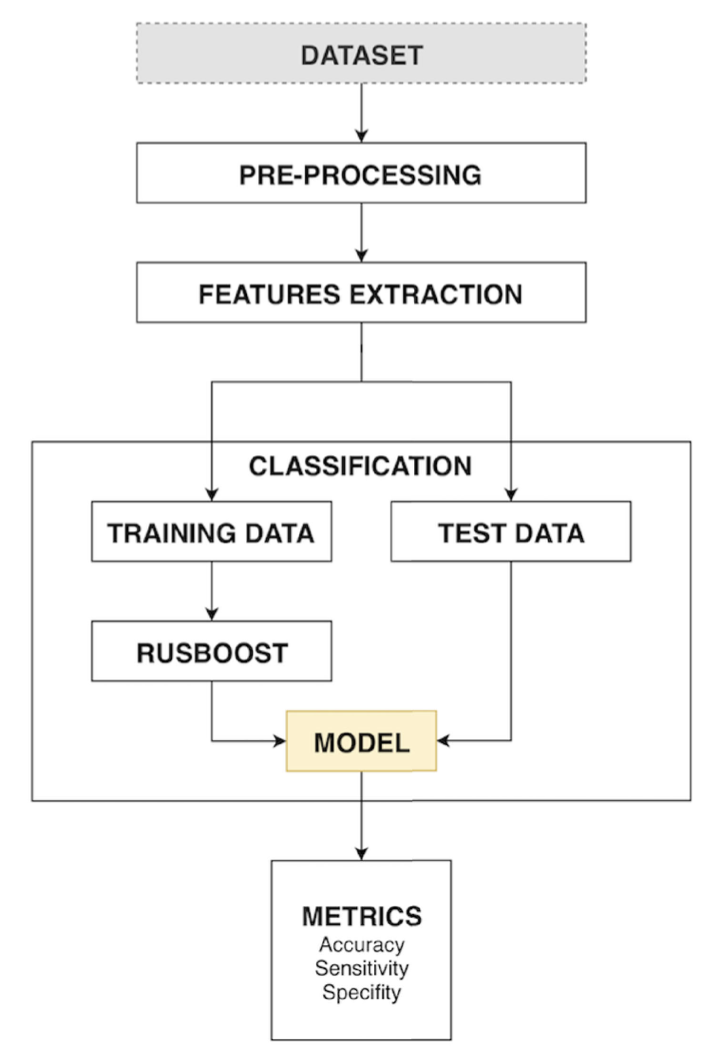 DATASET
PRE-PROCESSING
FEATURES EXTRACTION
CLASSIFICATION
TRAINING DATA
TEST DATA
RUSBOOST
MODEL
METRICS
Accuracy
Sensitivity
Specifity